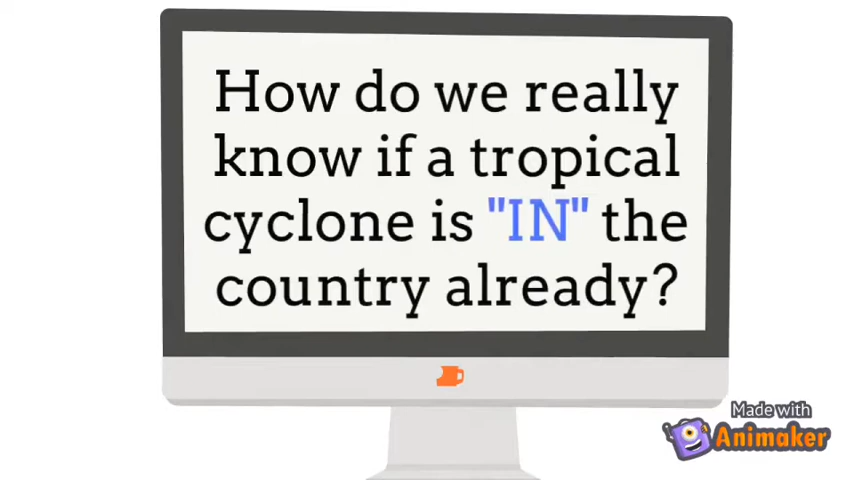 How do we really
know if a tropical
cyclone is "IN" the
country already?
Made with
Animaker